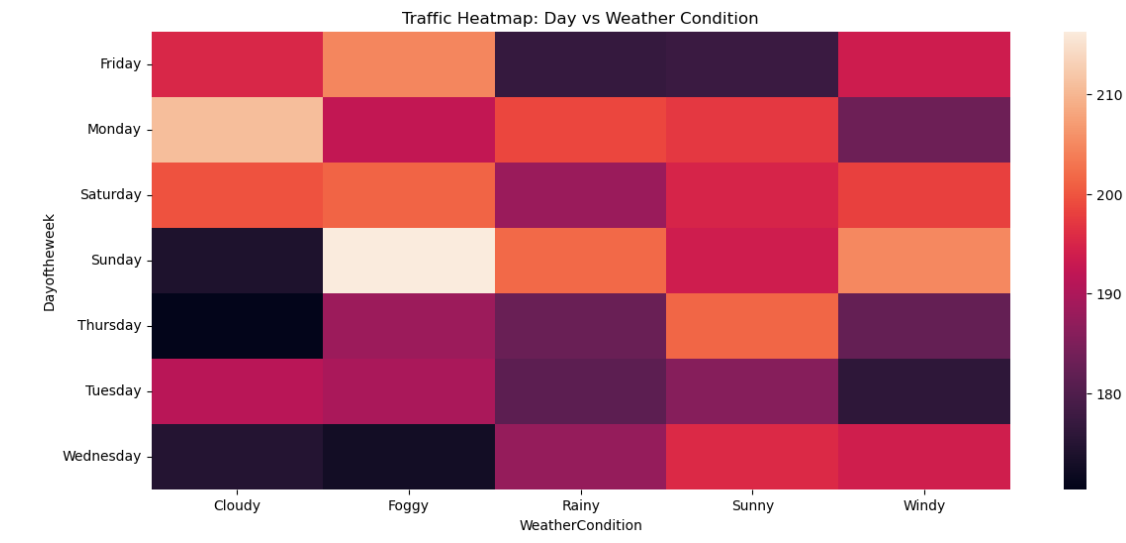 Traffic Heatmap: Day vs Weather Condition
Dayoftheweek
Friday
Monday
Saturday
Sunday
Thursday
Tuesday
Wednesday
Cloudy Foggy Rainy Sunny Windy
WeatherCondition
210
200
190
180